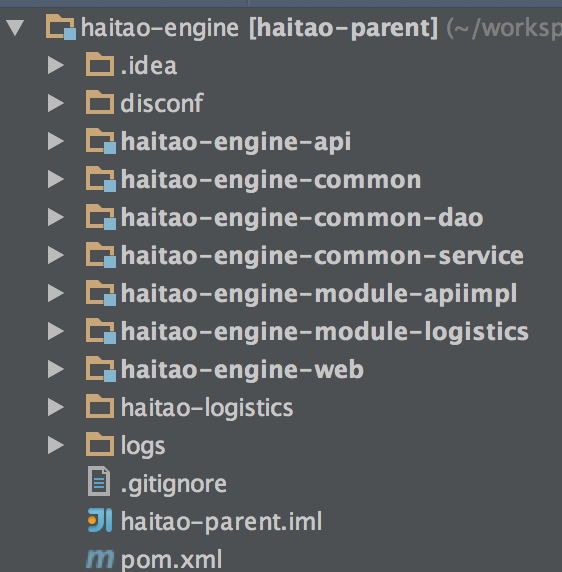 haitao-engine [haitao-parent] (~/worksp
.idea
disconf
haitao-engine-api
haitao-engine-common
haitao-engine-common-dao
haitao-engine-common-service
haitao-engine-module-apiimpl
haitao-engine-module-logistics
haitao-engine-web
haitao-logistics
logs
.gitignore
haitao-parent.iml
pom.xml